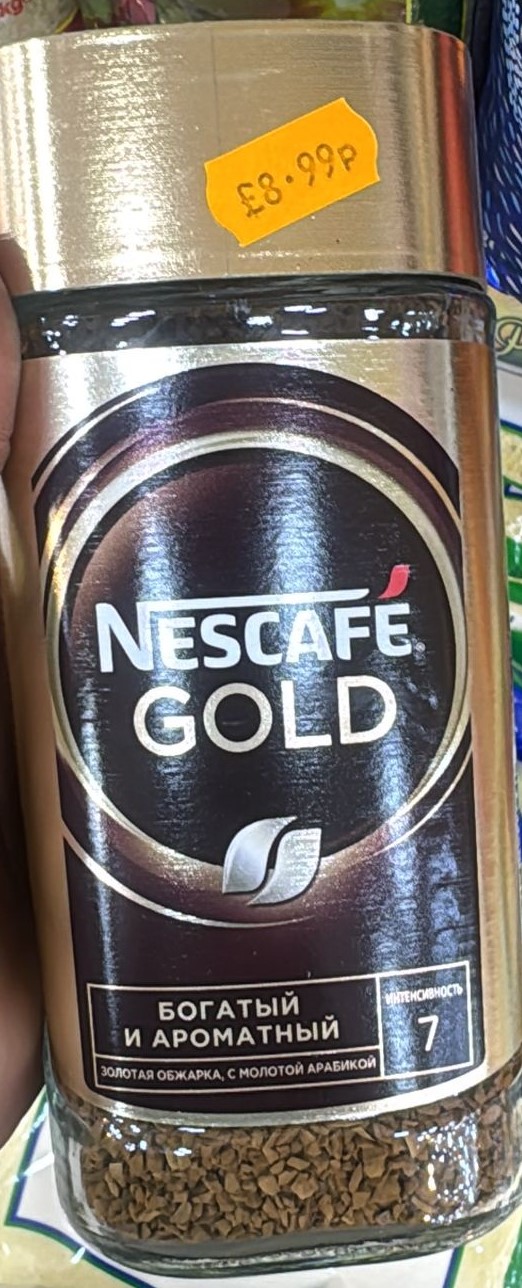 £8.99P
NESCAFÉ®
GOLD
БОГАТЫЙ
И АРОМАТНЫЙ
ЗОЛОТАЯ ОБЖАРКА, С МОЛОТОЙ АРАБИКОЙ
ИНТЕНСИВНОСТЬ
7